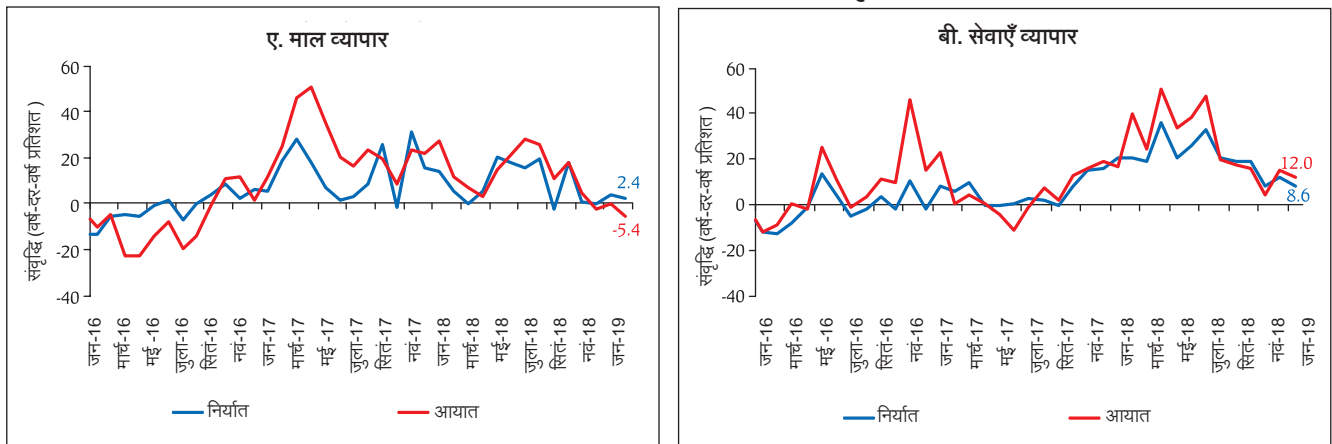 ए. माल व्यापार
संवृद्धि (वर्ष-दर-वर्ष प्रतिशत )
60
40
20
0
-20
-40
2.4
-5.4
जन-16
मार्च-16
मई -16
जुला-16
सितं-16
नवं-16
जन-17
मार्च-17
मई -17
जुला-17
सितं-17
नवं-17
जन-18
मार्च-18
मई-18
जुला-18
सितं-18
नवं-18
जन-19
निर्यात
आयात
बी. सेवाएँ व्यापार
संवृद्धि (वर्ष-दर-वर्ष प्रतिशत )
60
40
20
0
-20
-40
12.0
8.6
जन-16
मार्च-16
मई -16
जुला-16
सितं-16
नवं-16
जन-17
मार्च-17
मई -17
जुला-17
सितं-17
नवं-17
जन-18
मार्च-18
मई-18
जुला-18
सितं-18
नवं-18
जन-19
निर्यात
आयात